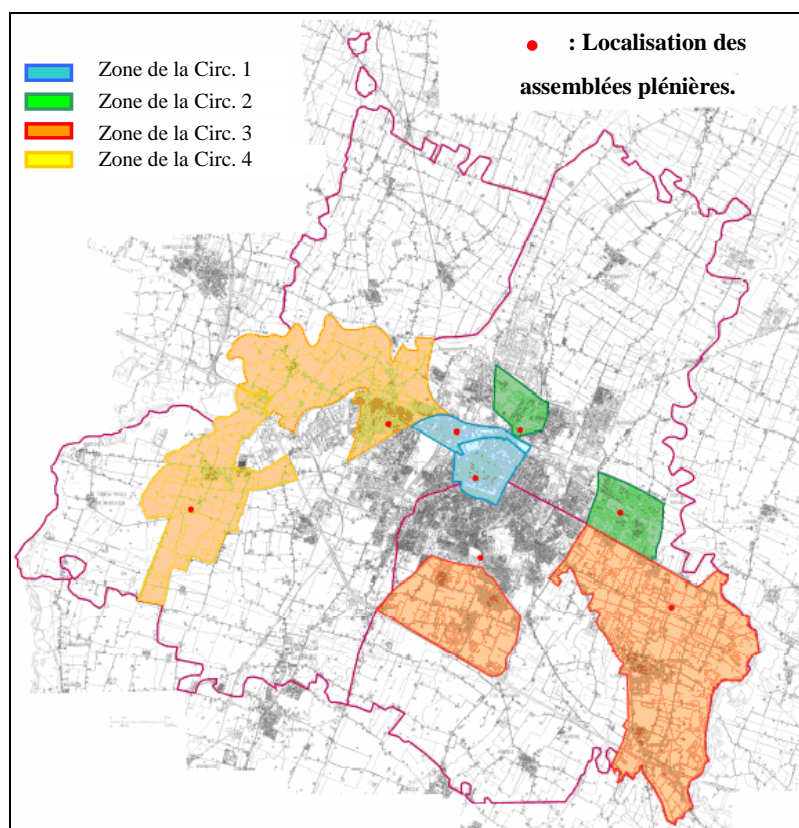 ● : Localisation des
assemblées plénières.
Zone de la Circ. 1
Zone de la Circ. 2
Zone de la Circ. 3
Zone de la Circ. 4